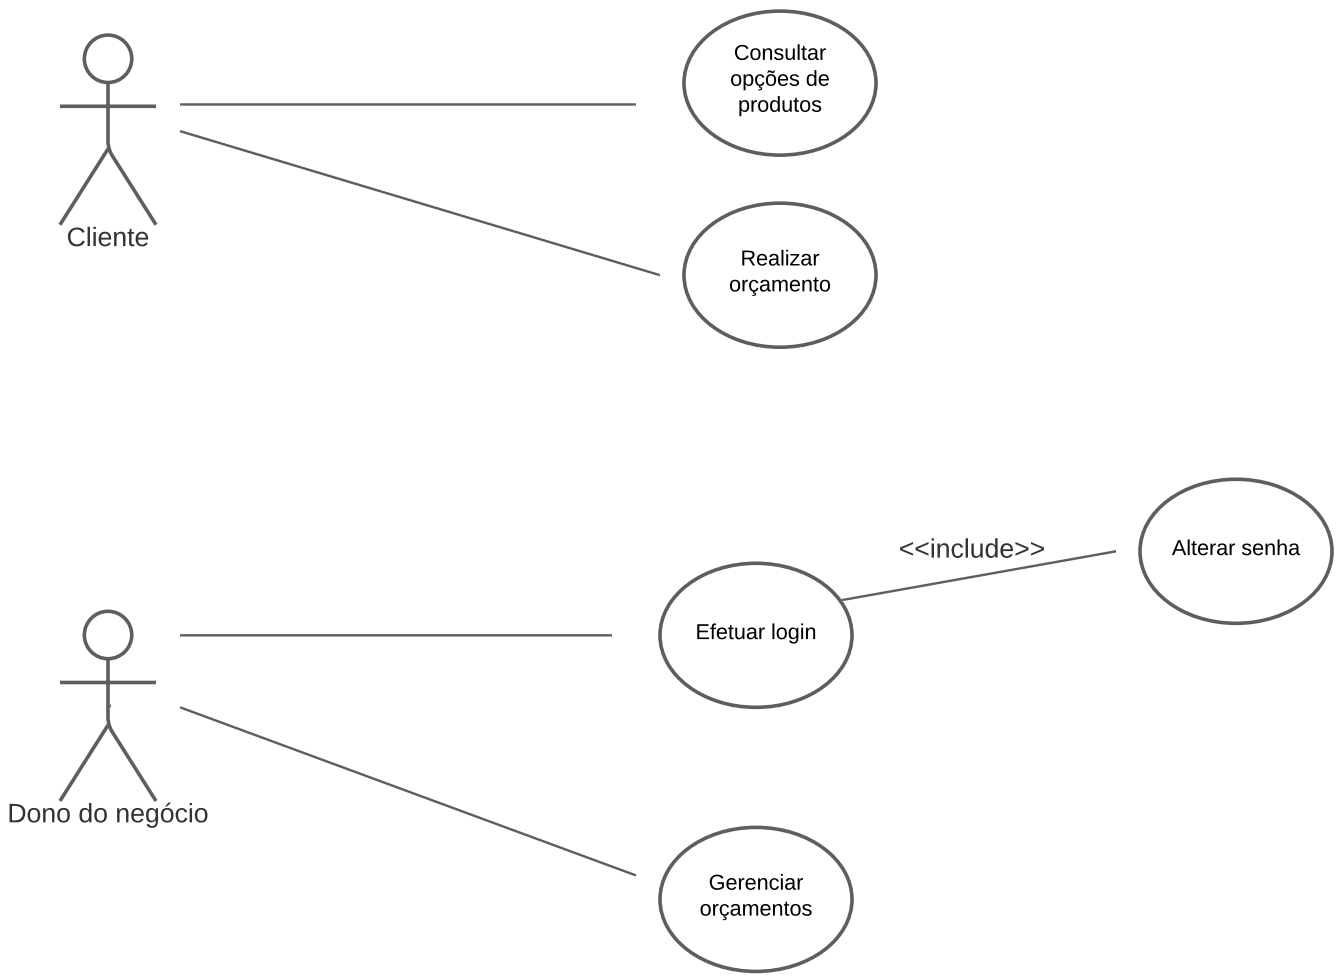 Consultar
opções de
produtos
Cliente
Realizar
orçamento
<<include>>
Alterar senha
Efetuar login
Dono do negócio
Gerenciar
orçamentos